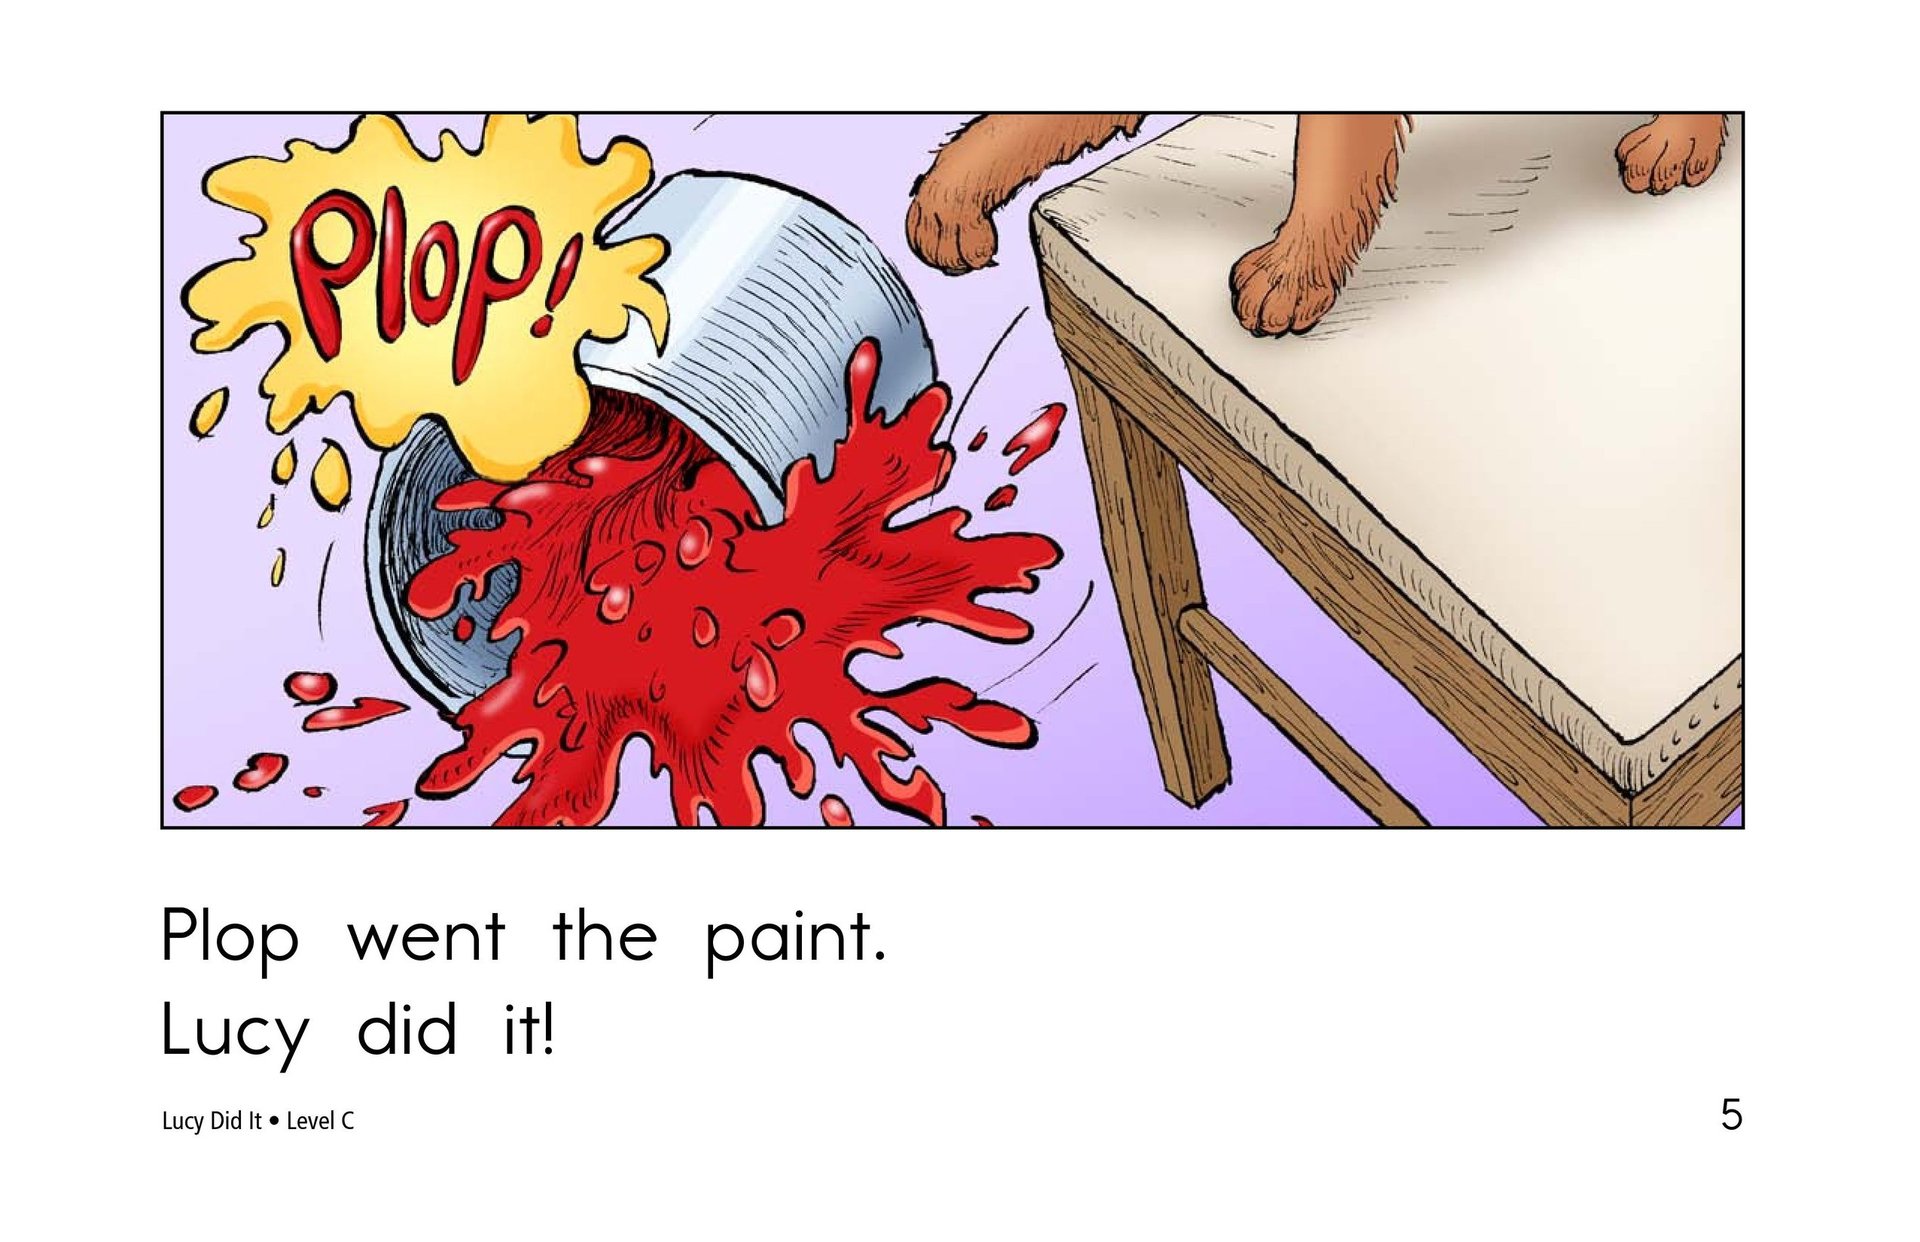 Plop!
Plop went the paint.
Lucy did it!
Lucy Did It • Level C
5